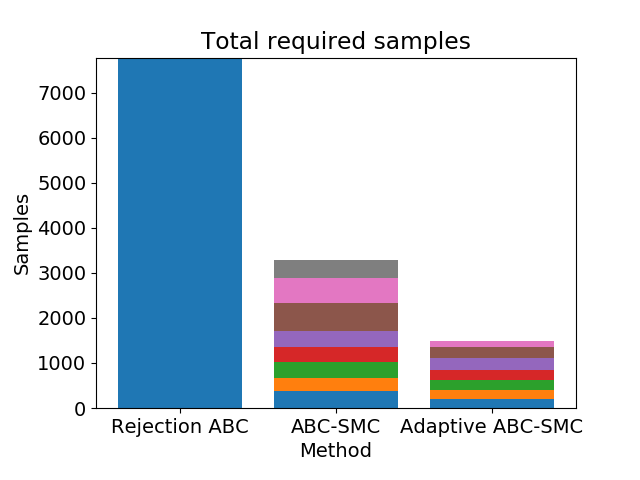 Total required samples
7000
6000
5000
4000
3000
2000
1000
0
Samples
Rejection ABC
ABC-SMC
Adaptive ABC-SMC
Method